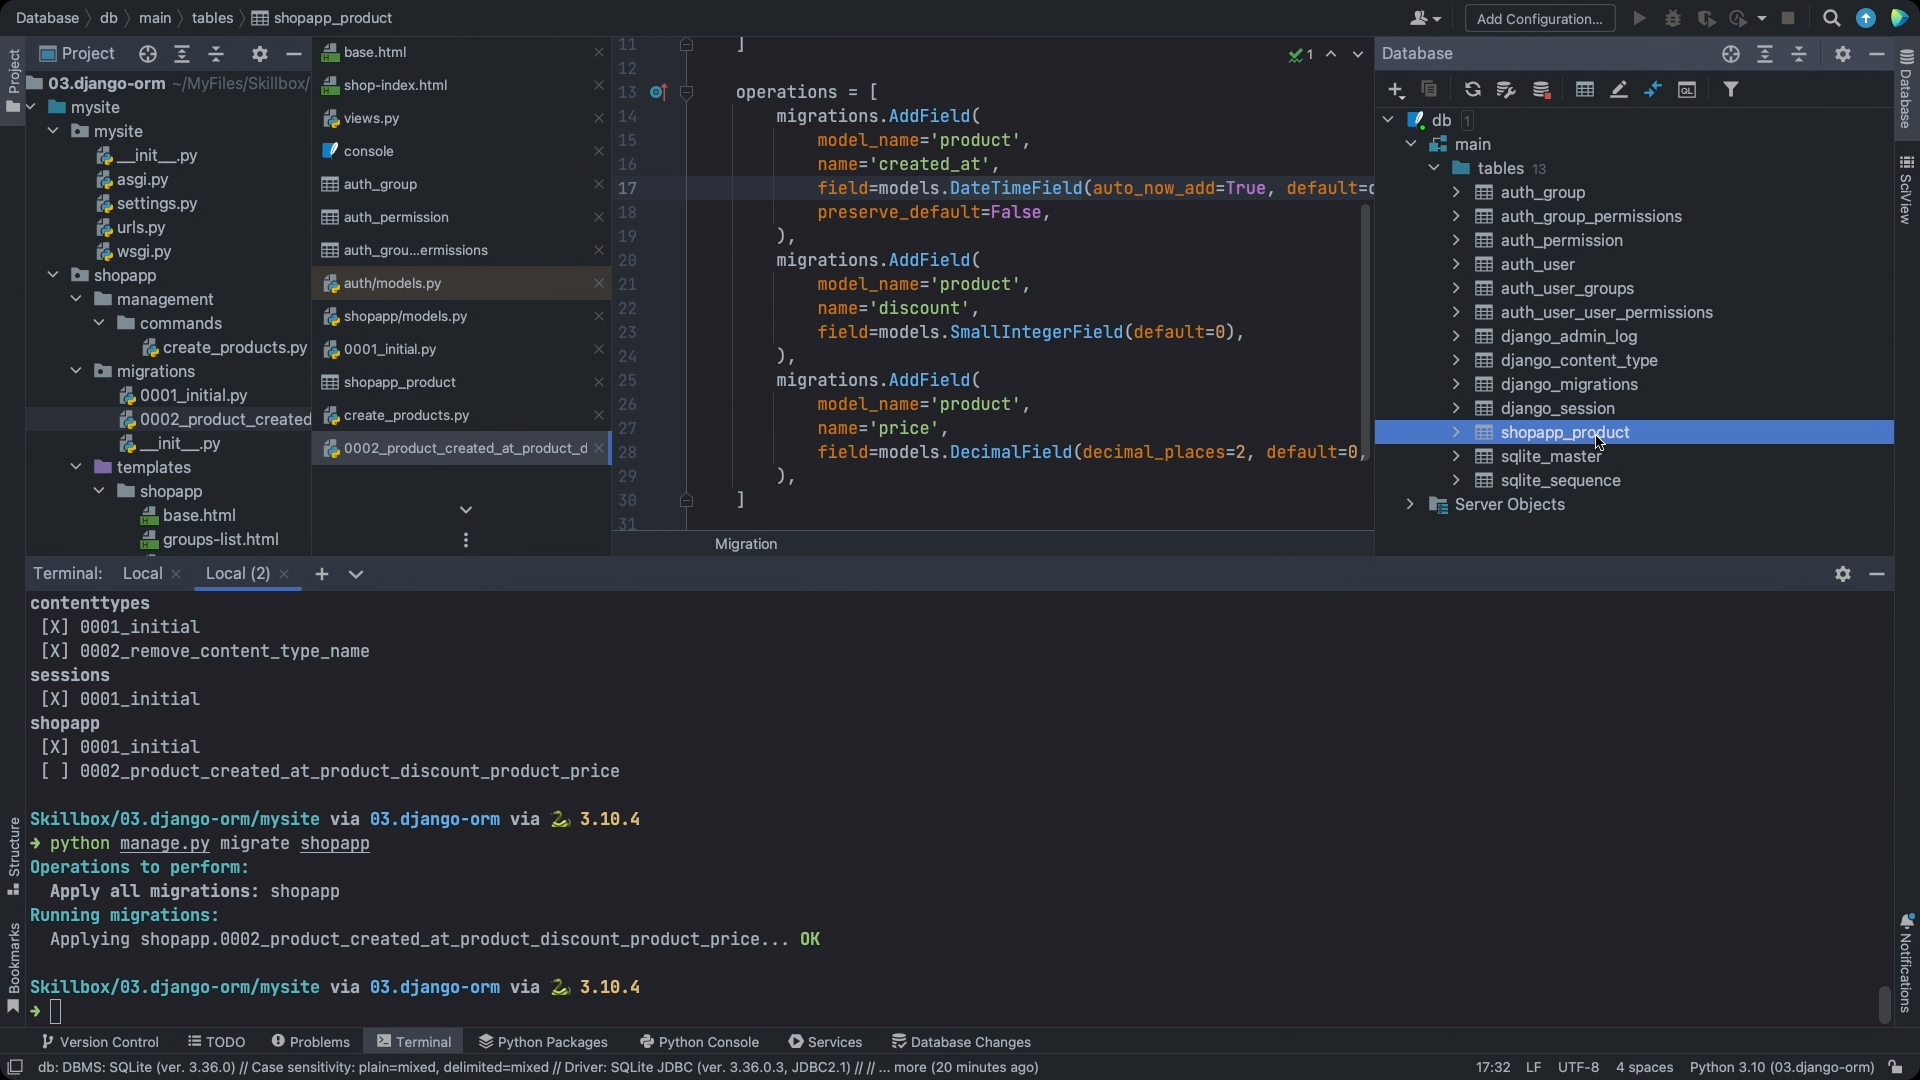 Database
db
main
tables
shopapp_product
Add Configuration...
Project
03.django-orm ~/MyFiles/Skillbox/
mysite
mysite
__init__.py
asgi.py
settings.py
urls.py
wsgi.py
shopapp
management
commands
create_products.py
migrations
0001_initial.py
0002_product_created
__init__.py
templates
shopapp
base.html
groups-list.html
base.html
shop-index.html
views.py
console
auth_group
auth_permission
auth_grou...ermissions
auth/models.py
shopapp/models.py
0001_initial.py
shopapp_product
create_products.py
0002_product_created_at_product_d
11 ]
12
13 operations = [
14 migrations.AddField(
15 model_name='product',
16 name='created_at',
17 field=models.DateTimeField(auto_now_add=True, default=
18 preserve_default=False,
19 ),
20 migrations.AddField(
21 model_name='product',
22 name='discount',
23 field=models.SmallIntegerField(default=0),
24 ),
25 migrations.AddField(
26 model_name='product',
27 name='price',
28 field=models.DecimalField(decimal_places=2, default=0,
29 ),
30 ]
31
1
Migration
Database
db 1
main
tables 13
auth_group
auth_group_permissions
auth_permission
auth_user
auth_user_groups
auth_user_user_permissions
django_admin_log
django_content_type
django_migrations
django_session
shopapp_product
sqlite_master
sqlite_sequence
Server Objects
Project
Structure
Bookmarks
Database
SciView
Notifications
Terminal: Local Local (2)
contenttypes
[X] 0001_initial
[X] 0002_remove_content_type_name
sessions
[X] 0001_initial
shopapp
[X] 0001_initial
[ ] 0002_product_created_at_product_discount_product_price
Skillbox/03.django-orm/mysite via 03.django-orm via 🐍 3.10.4
→ python manage.py migrate shopapp
Operations to perform:
Apply all migrations: shopapp
Running migrations:
Applying shopapp.0002_product_created_at_product_discount_product_price... OK
Skillbox/03.django-orm/mysite via 03.django-orm via 🐍 3.10.4
→
Version Control
TODO
Problems
Terminal
Python Packages
Python Console
Services
Database Changes
db: DBMS: SQLite (ver. 3.36.0) // Case sensitivity: plain=mixed, delimited=mixed // Driver: SQLite JDBC (ver. 3.36.0.3, JDBC2.1) // // ... more (20 minutes ago)
17:32 LF UTF-8 4 spaces Python 3.10 (03.django-orm)